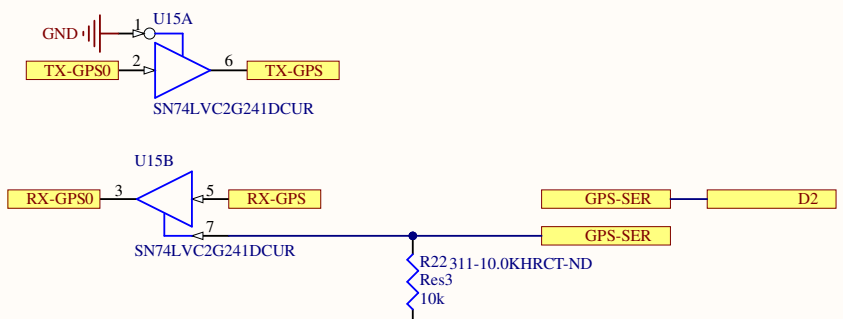 1 U15A
GND
2 6
TX-GPS0 TX-GPS
SN74LVC2G241DCUR
U15B
3 5
RX-GPS0 RX-GPS GPS-SER D2
7
GPS-SER
SN74LVC2G241DCUR
R22 311-10.0KHRCT-ND
Res3
10k